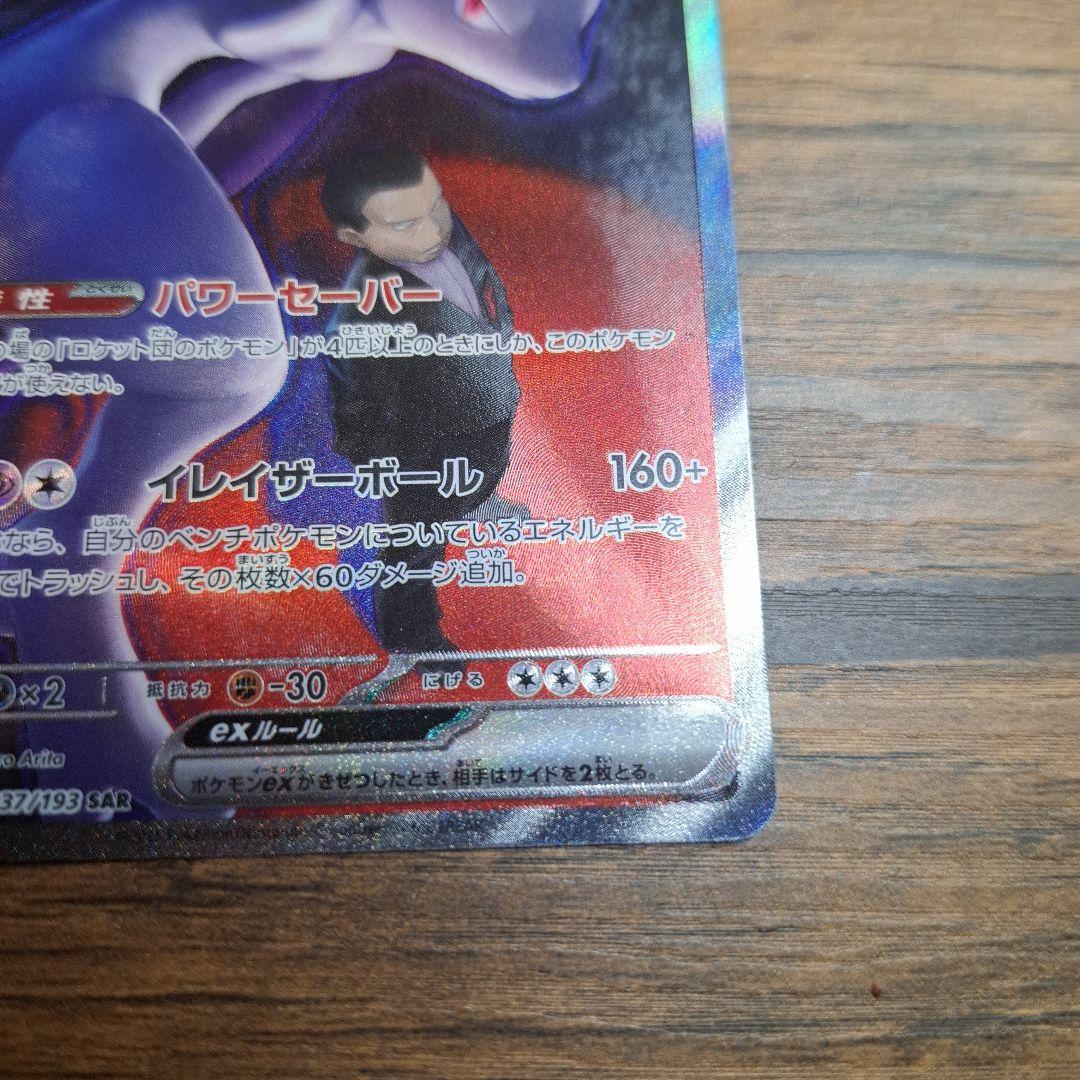 性 パワーセーバー
場の「ロケット団のポケモン」が4匹以上のときにしか、このポケモン
が使えない。
イレイザーボール 160+
なら、自分のベンチポケモンについているエネルギーを
でトラッシュし、その枚数×60ダメージ追加。
×2 抵抗力 -30 にげる
exルール
ポケモンexがきぜつしたとき、相手はサイドを2枚とる。
Arita
37/193 SAR